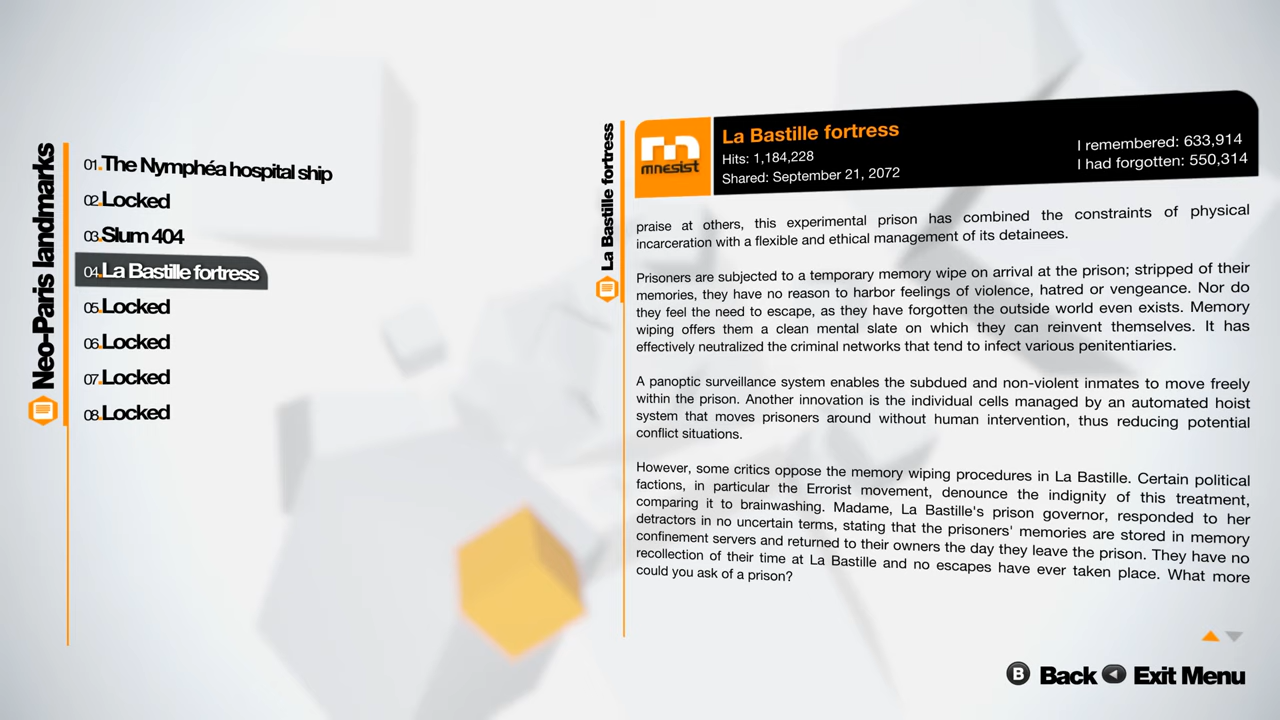 Neo-Paris landmarks
01.The Nymphéa hospital ship
02.Locked
03.Slum 404
04.La Bastille fortress
05.Locked
06.Locked
07.Locked
08.Locked
La Bastille fortress
mnesist
La Bastille fortress
Hits: 1,184,228
Shared: September 21, 2072
I remembered: 633,914
I had forgotten: 550,314
praise at others, this experimental prison has combined the constraints of physical
incarceration with a flexible and ethical management of its detainees.
Prisoners are subjected to a temporary memory wipe on arrival at the prison; stripped of their
memories, they have no reason to harbor feelings of violence, hatred or vengeance. Nor do
they feel the need to escape, as they have forgotten the outside world even exists. Memory
wiping offers them a clean mental slate on which they can reinvent themselves. It has
effectively neutralized the criminal networks that tend to infect various penitentiaries.
A panoptic surveillance system enables the subdued and non-violent inmates to move freely
within the prison. Another innovation is the individual cells managed by an automated hoist
system that moves prisoners around without human intervention, thus reducing potential
conflict situations.
However, some critics oppose the memory wiping procedures in La Bastille. Certain political
factions, in particular the Errorist movement, denounce the indignity of this treatment,
comparing it to brainwashing. Madame, La Bastille's prison governor, responded to her
detractors in no uncertain terms, stating that the prisoners' memories are stored in memory
confinement servers and returned to their owners the day they leave the prison. They have no
recollection of their time at La Bastille and no escapes have ever taken place. What more
could you ask of a prison?
B Back Exit Menu